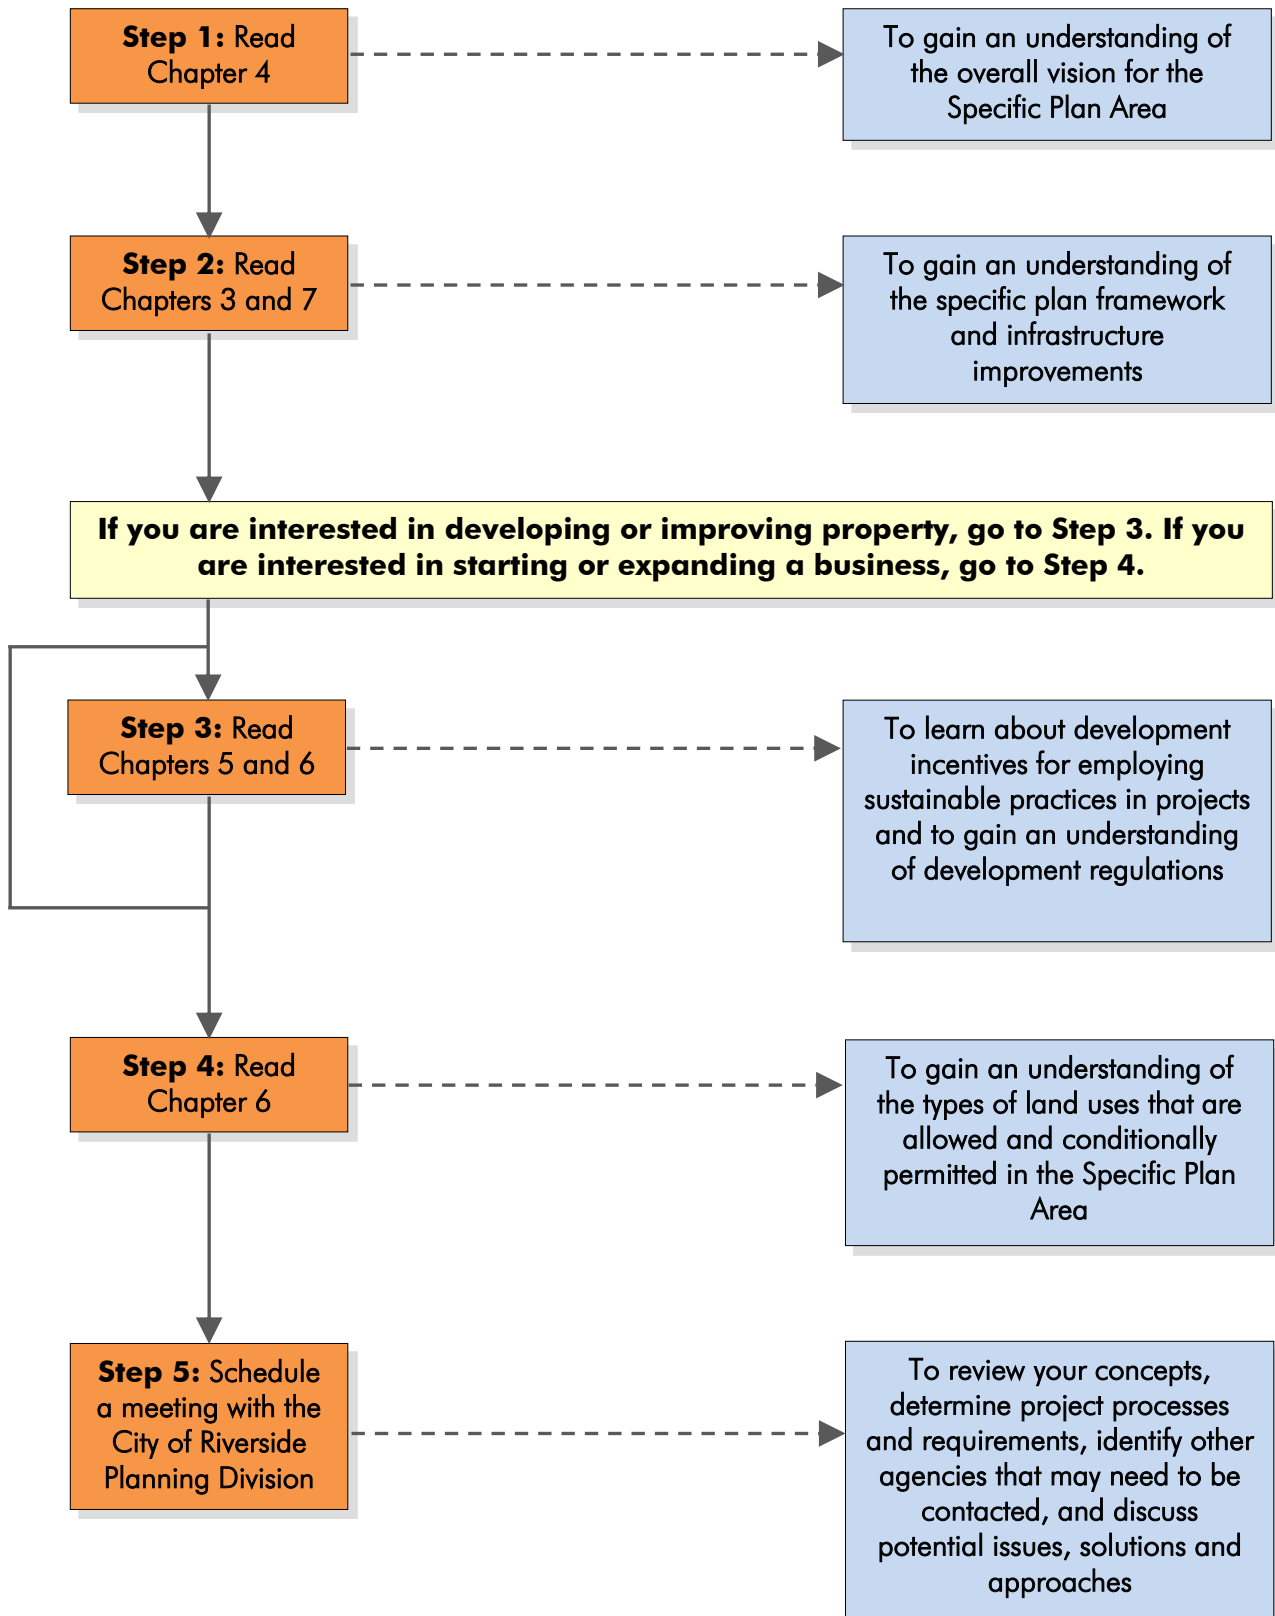 Step 1: Read
Chapter 4
To gain an understanding of
the overall vision for the
Specific Plan Area
Step 2: Read
Chapters 3 and 7
To gain an understanding of
the specific plan framework
and infrastructure
improvements
If you are interested in developing or improving property, go to Step 3. If you
are interested in starting or expanding a business, go to Step 4.
Step 3: Read
Chapters 5 and 6
To learn about development
incentives for employing
sustainable practices in projects
and to gain an understanding
of development regulations
Step 4: Read
Chapter 6
To gain an understanding of
the types of land uses that are
allowed and conditionally
permitted in the Specific Plan
Area
Step 5: Schedule
a meeting with the
City of Riverside
Planning Division
To review your concepts,
determine project processes
and requirements, identify other
agencies that may need to be
contacted, and discuss
potential issues, solutions and
approaches